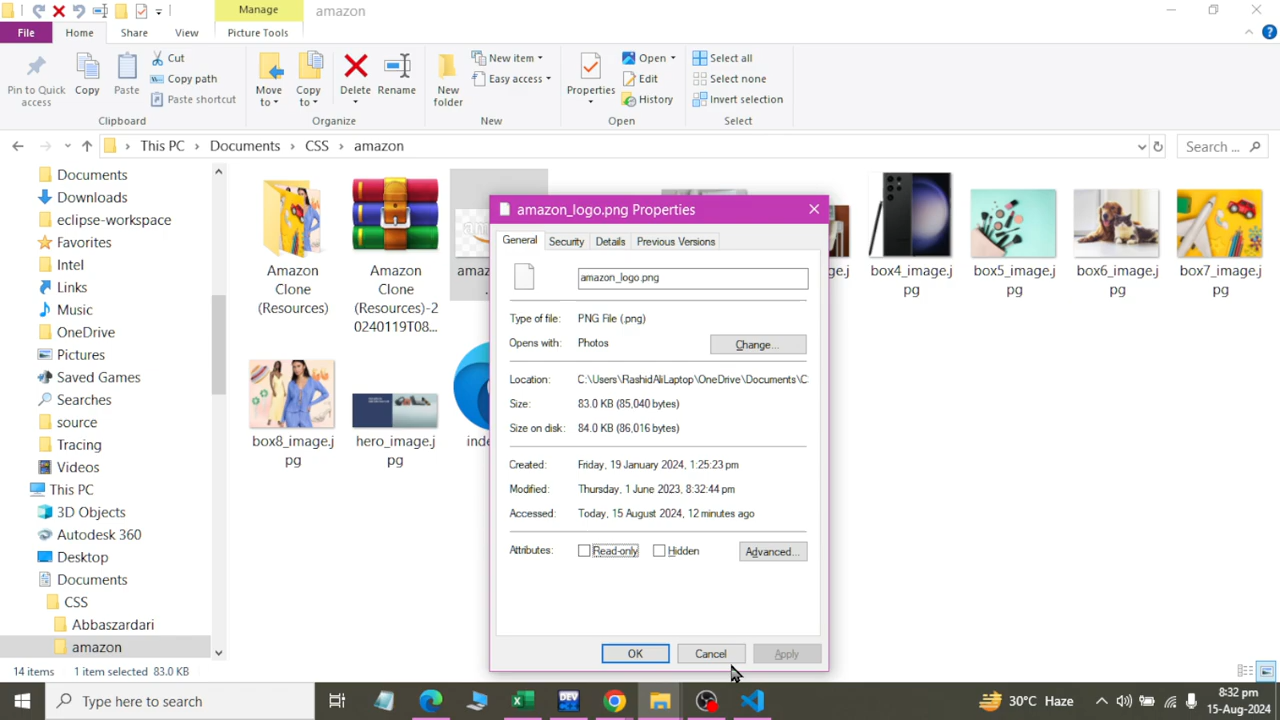 Manage
amazon
File
Home
Share
View
Picture Tools
Pin to Quick access
Copy
Paste
Cut
Copy path
Paste shortcut
Clipboard
Move to
Copy to
Delete
Rename
Organize
New folder
New item
Easy access
New
Properties
Open
Edit
History
Open
Select all
Select none
Invert selection
Select
This PC
Documents
CSS
amazon
Search ...
Documents
Downloads
eclipse-workspace
Favorites
Intel
Links
Music
OneDrive
Pictures
Saved Games
Searches
source
Tracing
Videos
This PC
3D Objects
Autodesk 360
Desktop
Documents
CSS
Abbaszardari
amazon
Amazon
Clone
(Resources)
Amazon
Clone
(Resources)-2
0240119T08...
amaz
e.j
box4_image.j
pg
box5_image.j
pg
box6_image.j
pg
box7_image.j
pg
box8_image.j
pg
hero_image.j
pg
inde
amazon_logo.png Properties
General
Security
Details
Previous Versions
amazon_logo.png
Type of file: PNG File (.png)
Opens with: Photos
Change...
Location: C:\Users\RashidAliLaptop\OneDrive\Documents\C
Size: 83.0 KB (85,040 bytes)
Size on disk: 84.0 KB (86,016 bytes)
Created: Friday, 19 January 2024, 1:25:23 pm
Modified: Thursday, 1 June 2023, 8:32:44 pm
Accessed: Today, 15 August 2024, 12 minutes ago
Attributes: Read-only Hidden
Advanced...
OK
Cancel
Apply
14 items 1 item selected 83.0 KB
Type here to search
DEV
30°C Haze
8:32 pm
15-Aug-2024